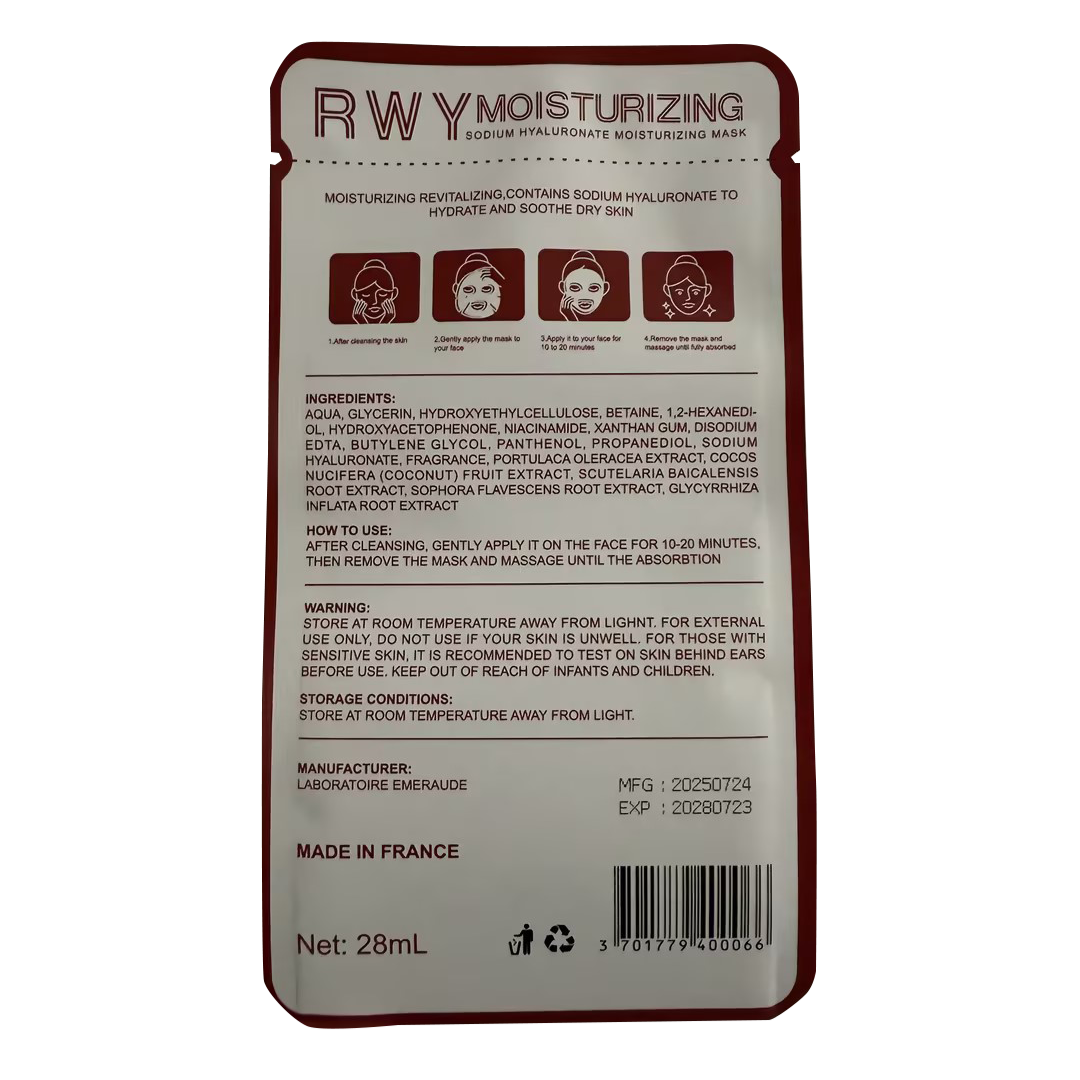 RWY MOISTURIZING
SODIUM HYALURONATE MOISTURIZING MASK
MOISTURIZING REVITALIZING,CONTAINS SODIUM HYALURONATE TO
HYDRATE AND SOOTHE DRY SKIN
1.After cleansing the skin
2.Gently apply the mask to
your face
3.Apply it to your face for
10 to 20 minutes
4.Remove the mask and
massage until fully absorbed
INGREDIENTS:
AQUA, GLYCERIN, HYDROXYETHYLCELLULOSE, BETAINE, 1,2-HEXANEDI-
OL, HYDROXYACETOPHENONE, NIACINAMIDE, XANTHAN GUM, DISODIUM
EDTA, BUTYLENE GLYCOL, PANTHENOL, PROPANEDIOL, SODIUM
HYALURONATE, FRAGRANCE, PORTULACA OLERACEA EXTRACT, COCOS
NUCIFERA (COCONUT) FRUIT EXTRACT, SCUTELARIA BAICALENSIS
ROOT EXTRACT, SOPHORA FLAVESCENS ROOT EXTRACT, GLYCYRRHIZA
INFLATA ROOT EXTRACT
HOW TO USE:
AFTER CLEANSING, GENTLY APPLY IT ON THE FACE FOR 10-20 MINUTES,
THEN REMOVE THE MASK AND MASSAGE UNTIL THE ABSORBTION
WARNING:
STORE AT ROOM TEMPERATURE AWAY FROM LIGHNT. FOR EXTERNAL
USE ONLY, DO NOT USE IF YOUR SKIN IS UNWELL. FOR THOSE WITH
SENSITIVE SKIN, IT IS RECOMMENDED TO TEST ON SKIN BEHIND EARS
BEFORE USE. KEEP OUT OF REACH OF INFANTS AND CHILDREN.
STORAGE CONDITIONS:
STORE AT ROOM TEMPERATURE AWAY FROM LIGHT.
MANUFACTURER:
LABORATOIRE EMERAUDE
MFG : 20250724
EXP : 20280723
MADE IN FRANCE
Net: 28mL
3 701779 400066